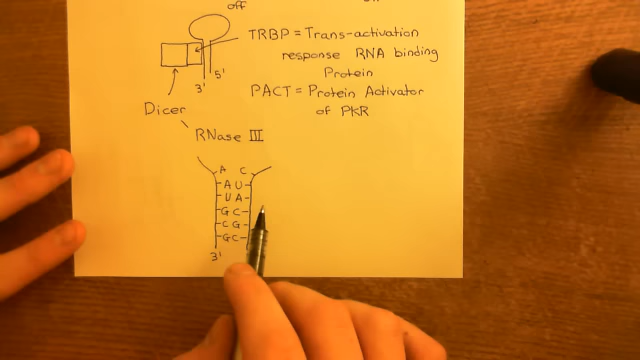 off
TRBP = Trans-activation
response RNA binding
Protein
5'
3'
PACT = Protein Activator
of PKR
Dicer
RNase III
A C
A U
U A
G C
C G
G C
3'